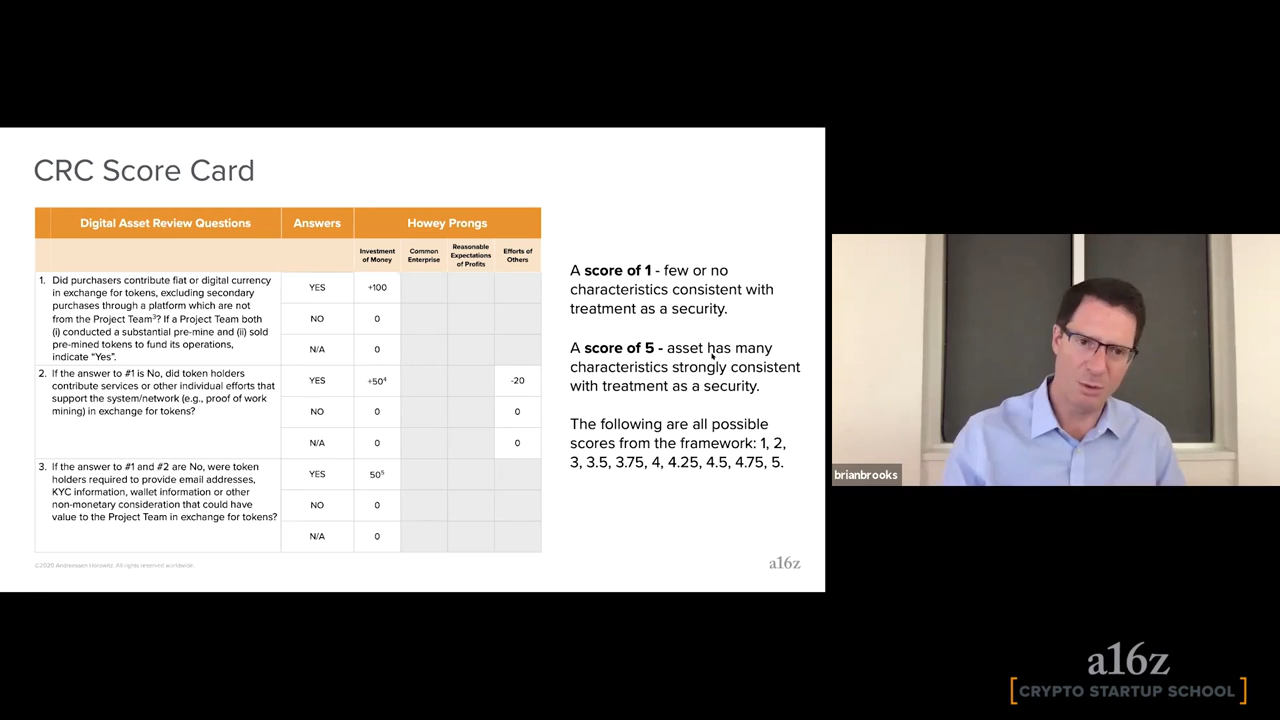 CRC Score Card
Digital Asset Review Questions Answers Howey Prongs
Investment
of Money
Common
Enterprise
Reasonable
Expectations
of Profits
Efforts of
Others
1. Did purchasers contribute fiat or digital currency
in exchange for tokens, excluding secondary
purchases through a platform which are not
from the Project Team³? If a Project Team both
(i) conducted a substantial pre-mine and (ii) sold
pre-mined tokens to fund its operations,
indicate “Yes”.
YES +100
NO 0
N/A 0
2. If the answer to #1 is No, did token holders
contribute services or other individual efforts that
support the system/network (e.g., proof of work
mining) in exchange for tokens?
YES +50⁴ -20
NO 0 0
N/A 0 0
3. If the answer to #1 and #2 are No, were token
holders required to provide email addresses,
KYC information, wallet information or other
non-monetary consideration that could have
value to the Project Team in exchange for tokens?
YES 50⁵
NO 0
N/A 0
A score of 1 - few or no
characteristics consistent with
treatment as a security.
A score of 5 - asset has many
characteristics strongly consistent
with treatment as a security.
The following are all possible
scores from the framework: 1, 2,
3, 3.5, 3.75, 4, 4.25, 4.5, 4.75, 5.
©2020 Andreessen Horowitz. All rights reserved worldwide.
a16z
brianbrooks
a16z
[CRYPTO STARTUP SCHOOL]